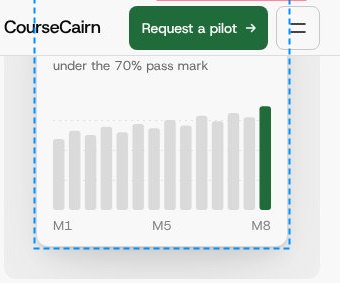 CourseCairn
Request a pilot →
under the 70% pass mark
M1 M5 M8